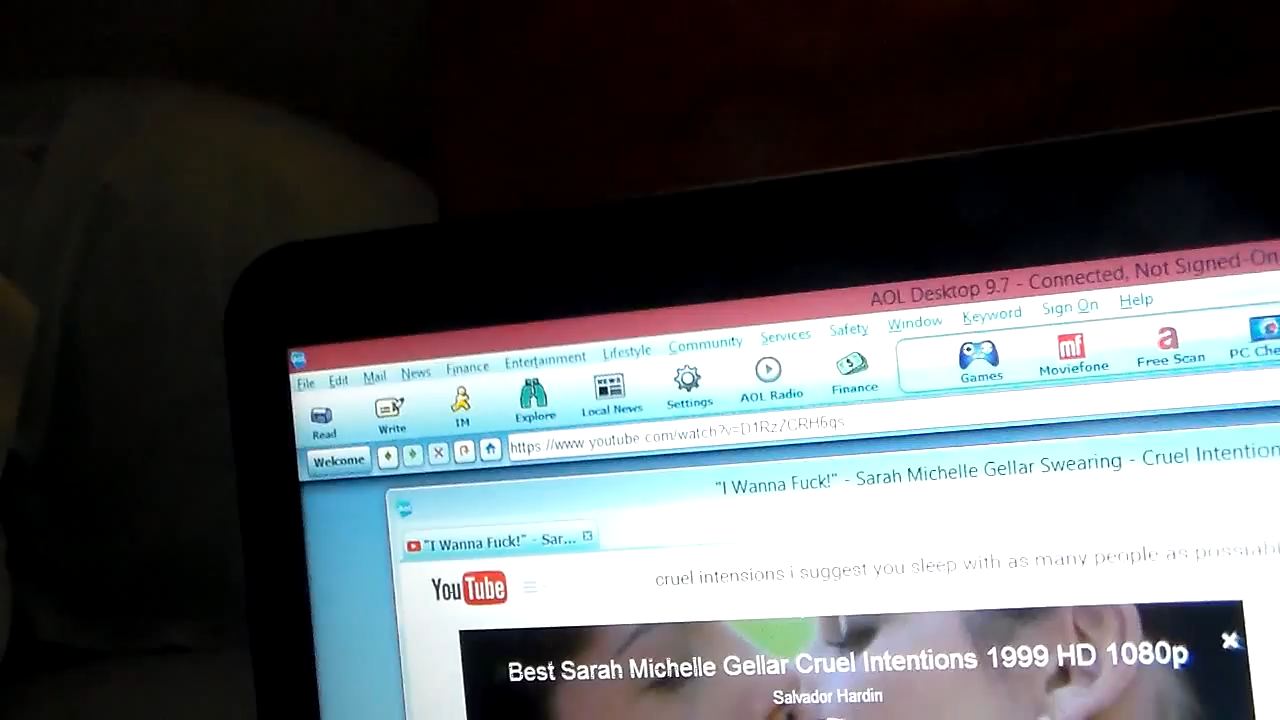 AOL Desktop 9.7 - Connected, Not Signed-On
File Edit Mail News Finance Entertainment Lifestyle Community Services Safety Window Keyword Sign On Help
Read Write IM Explore Local News Settings AOL Radio Finance Games Moviefone Free Scan PC Che
Welcome https://www.youtube.com/watch?v=D1Rz7CRH6qs
"I Wanna Fuck!" - Sarah Michelle Gellar Swearing - Cruel Intention
"I Wanna Fuck!" - Sar...
YouTube cruel intensions i suggest you sleep with as many people as possiabl
Best Sarah Michelle Gellar Cruel Intentions 1999 HD 1080p
Salvador Hardin